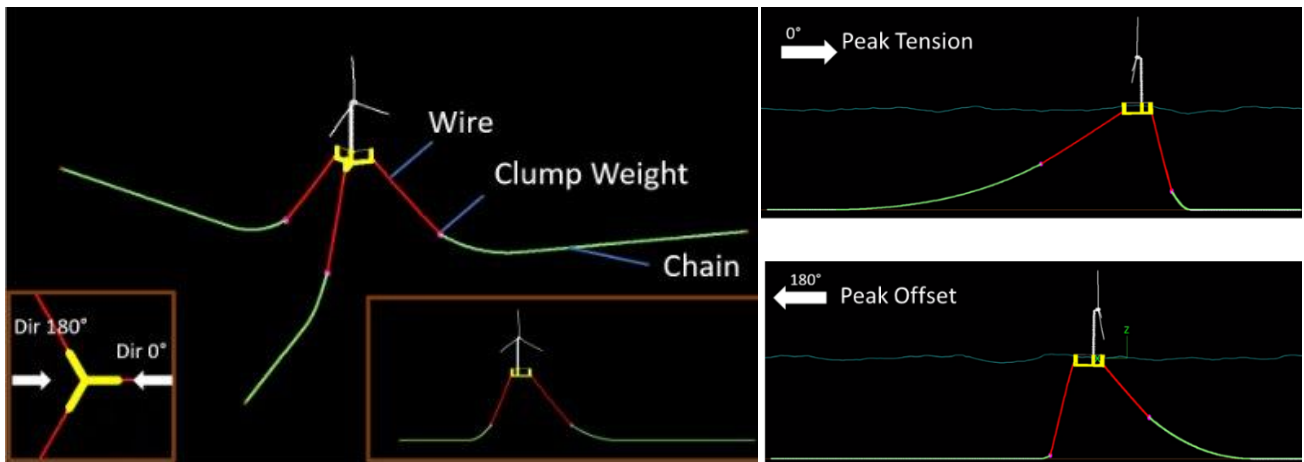 Wire
Clump Weight
Chain
Dir 180°
Dir 0°
0°
Peak Tension
180°
Peak Offset
z